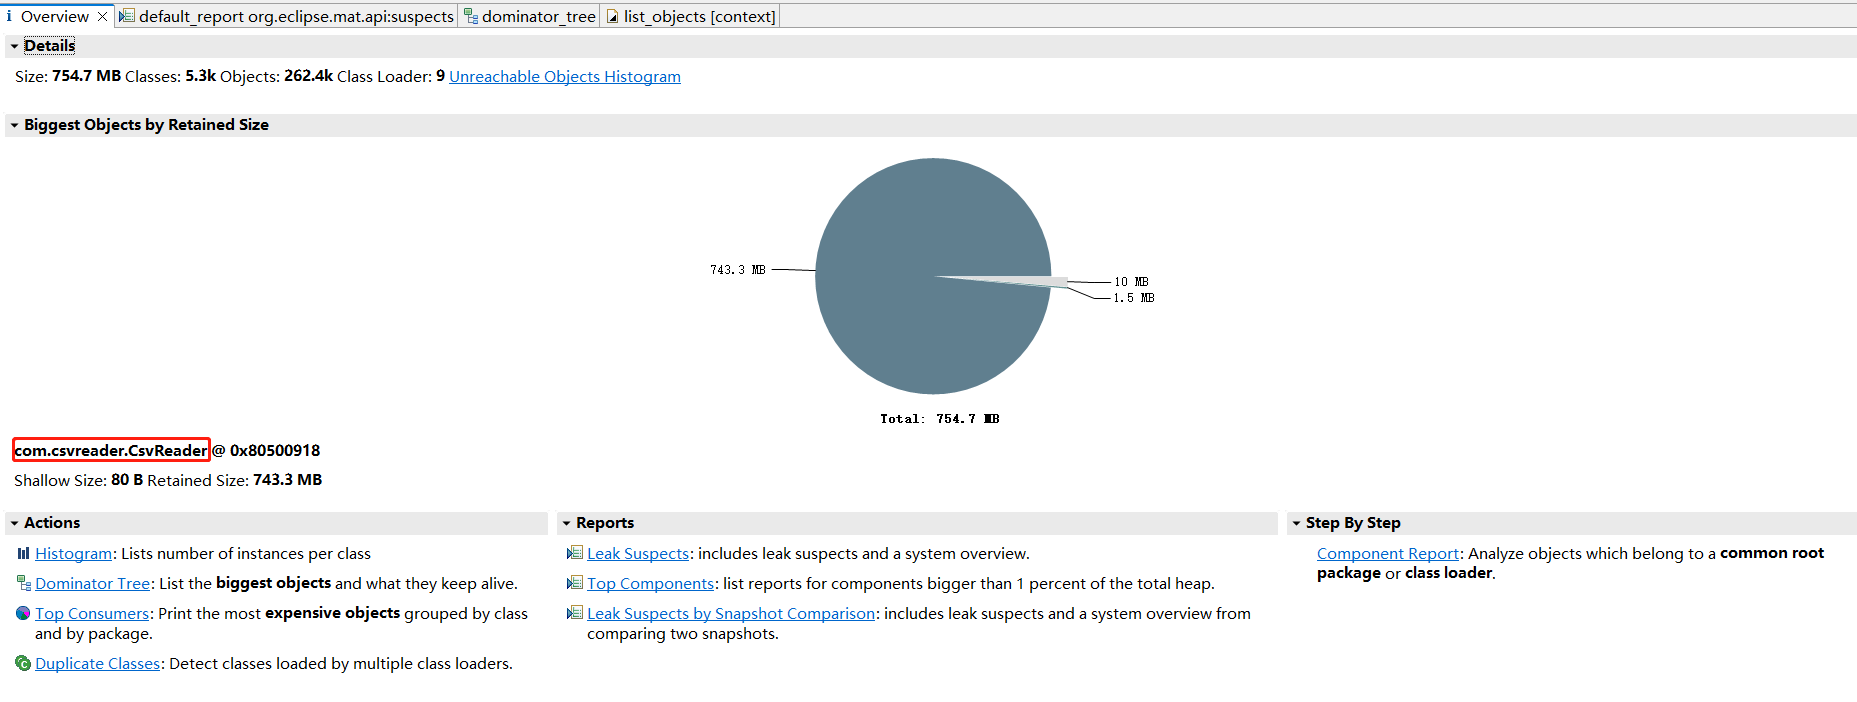 Overview
default_report org.eclipse.mat.api:suspects
dominator_tree
list_objects [context]
Details
Size: 754.7 MB Classes: 5.3k Objects: 262.4k Class Loader: 9 Unreachable Objects Histogram
Biggest Objects by Retained Size
743.3 MB
10 MB
1.5 MB
Total: 754.7 MB
com.csvreader.CsvReader @ 0x80500918
Shallow Size: 80 B Retained Size: 743.3 MB
Actions
Histogram: Lists number of instances per class
Dominator Tree: List the biggest objects and what they keep alive.
Top Consumers: Print the most expensive objects grouped by class
and by package.
Duplicate Classes: Detect classes loaded by multiple class loaders.
Reports
Leak Suspects: includes leak suspects and a system overview.
Top Components: list reports for components bigger than 1 percent of the total heap.
Leak Suspects by Snapshot Comparison: includes leak suspects and a system overview from
comparing two snapshots.
Step By Step
Component Report: Analyze objects which belong to a common root
package or class loader.